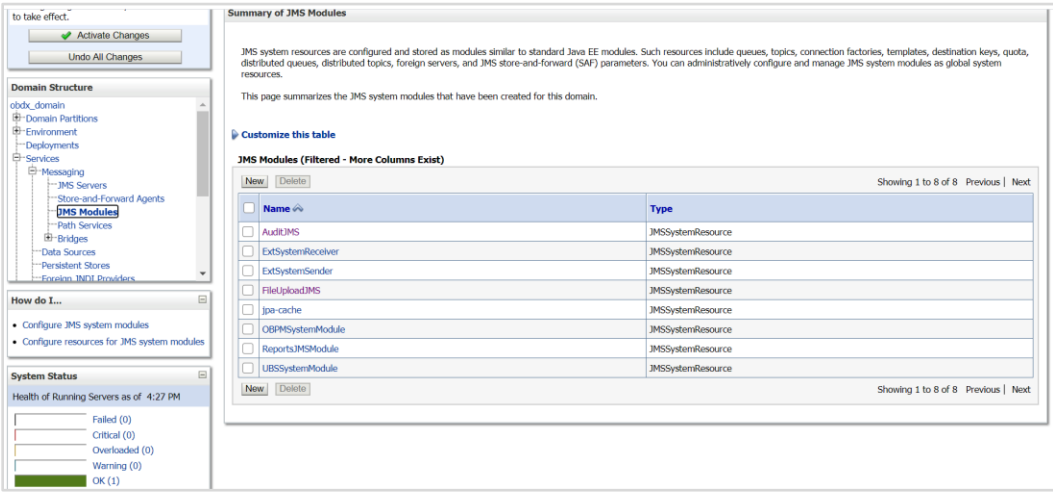 to take effect.
Activate Changes
Undo All Changes
Domain Structure
obdx_domain
Domain Partitions
Environment
Deployments
Services
Messaging
JMS Servers
Store-and-Forward Agents
JMS Modules
Path Services
Bridges
Data Sources
Persistent Stores
Foreign JNDI Providers
How do I...
Configure JMS system modules
Configure resources for JMS system modules
System Status
Health of Running Servers as of 4:27 PM
Failed (0)
Critical (0)
Overloaded (0)
Warning (0)
OK (1)
Summary of JMS Modules
JMS system resources are configured and stored as modules similar to standard Java EE modules. Such resources include queues, topics, connection factories, templates, destination keys, quota,
distributed queues, distributed topics, foreign servers, and JMS store-and-forward (SAF) parameters. You can administratively configure and manage JMS system modules as global system
resources.
This page summarizes the JMS system modules that have been created for this domain.
Customize this table
JMS Modules (Filtered - More Columns Exist)
New Delete Showing 1 to 8 of 8 Previous | Next
Name Type
AuditJMS JMSSystemResource
ExtSystemReceiver JMSSystemResource
ExtSystemSender JMSSystemResource
FileUploadJMS JMSSystemResource
jpa-cache JMSSystemResource
OBPMSystemModule JMSSystemResource
ReportsJMSModule JMSSystemResource
UBSSystemModule JMSSystemResource
New Delete Showing 1 to 8 of 8 Previous | Next